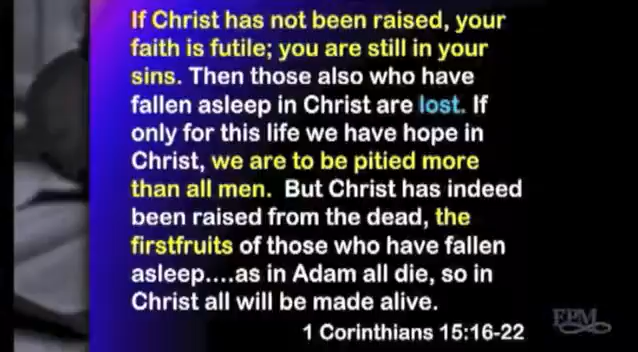 If Christ has not been raised, your
faith is futile; you are still in your
sins. Then those also who have
fallen asleep in Christ are lost. If
only for this life we have hope in
Christ, we are to be pitied more
than all men.  But Christ has indeed
been raised from the dead, the
firstfruits of those who have fallen
asleep....as in Adam all die, so in
Christ all will be made alive.
1 Corinthians 15:16-22
EPM